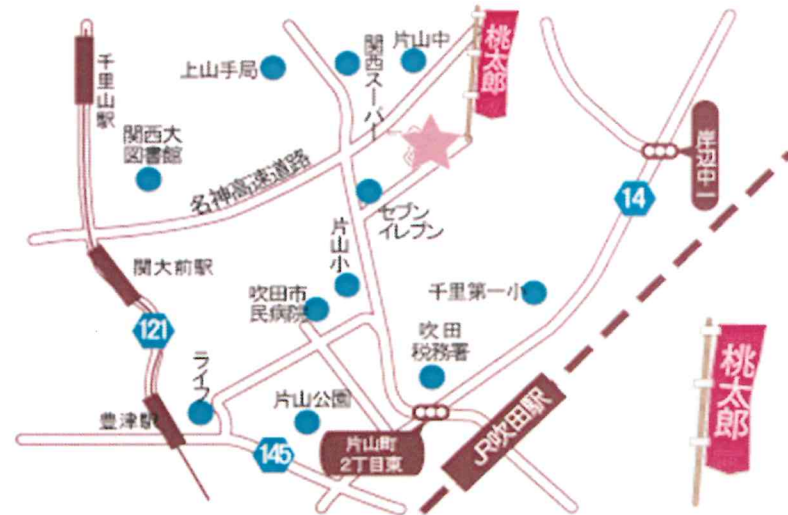 千里山駅
上山手局
関西スーパー
片山中
桃太郎
関西大
図書館
名神高速道路
岸辺中一
14
セブン
イレブン
片山小
関大前駅
吹田市
民病院
千里第一小
121
吹田
税務署
ライフ
片山公園
豊津駅
145
片山町
2丁目東
JR吹田駅
桃太郎